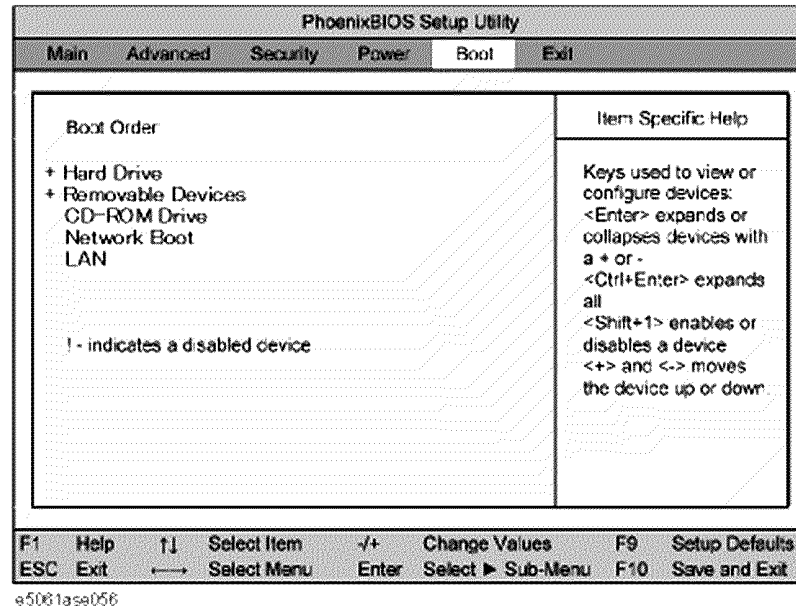 PhoenixBIOS Setup Utility
Main Advanced Security Power Boot Exit
Boot Order
+ Hard Drive
+ Removable Devices
CD-ROM Drive
Network Boot
LAN
! - indicates a disabled device
Item Specific Help
Keys used to view or
configure devices:
<Enter> expands or
collapses devices with
a + or -
<Ctrl+Enter> expands
all
<Shift+1> enables or
disables a device
<+> and <-> moves
the device up or down.
F1 Help ↑↓ Select Item -/+ Change Values F9 Setup Defaults
ESC Exit ←→ Select Menu Enter Select ▶ Sub-Menu F10 Save and Exit
e5061ase056